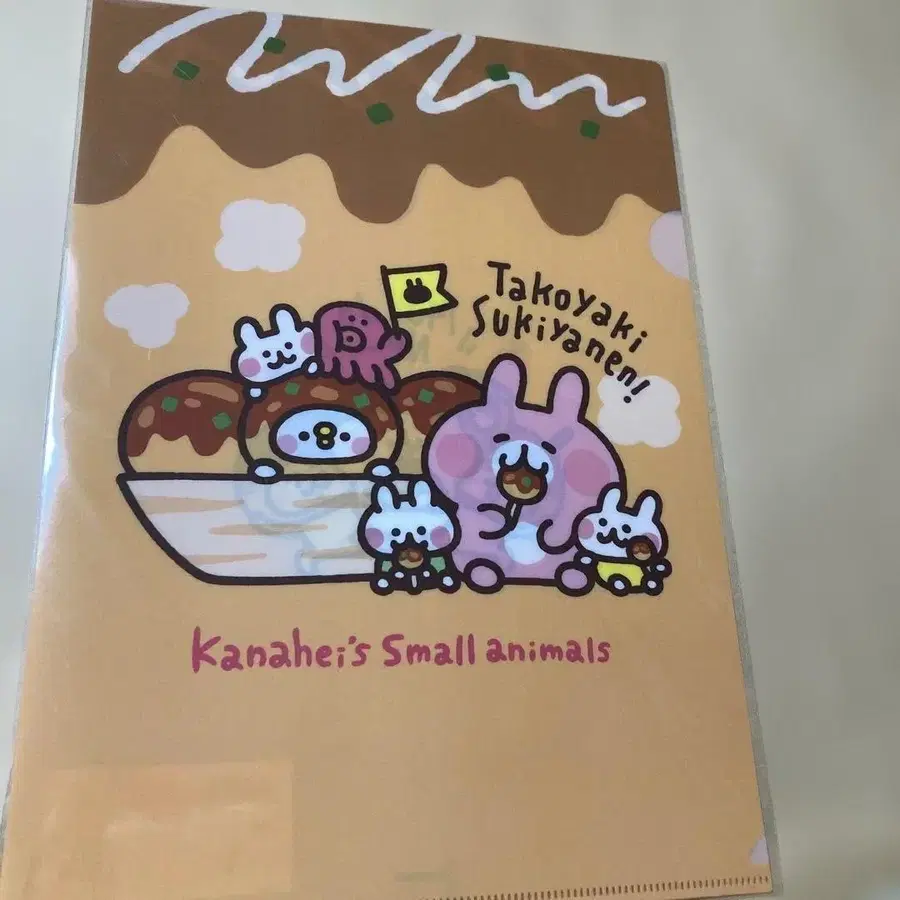 Takoyaki
Sukiyanen!
Kanahei's Small animals